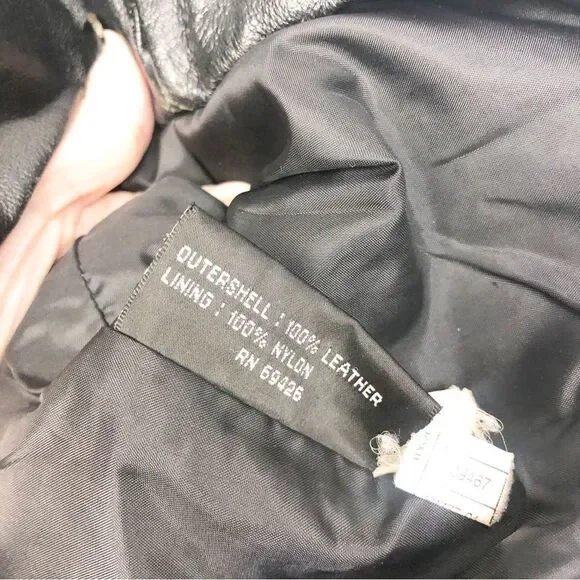 OUTERSHELL : 100% LEATHER
LINING : 100% NYLON
RN 69426